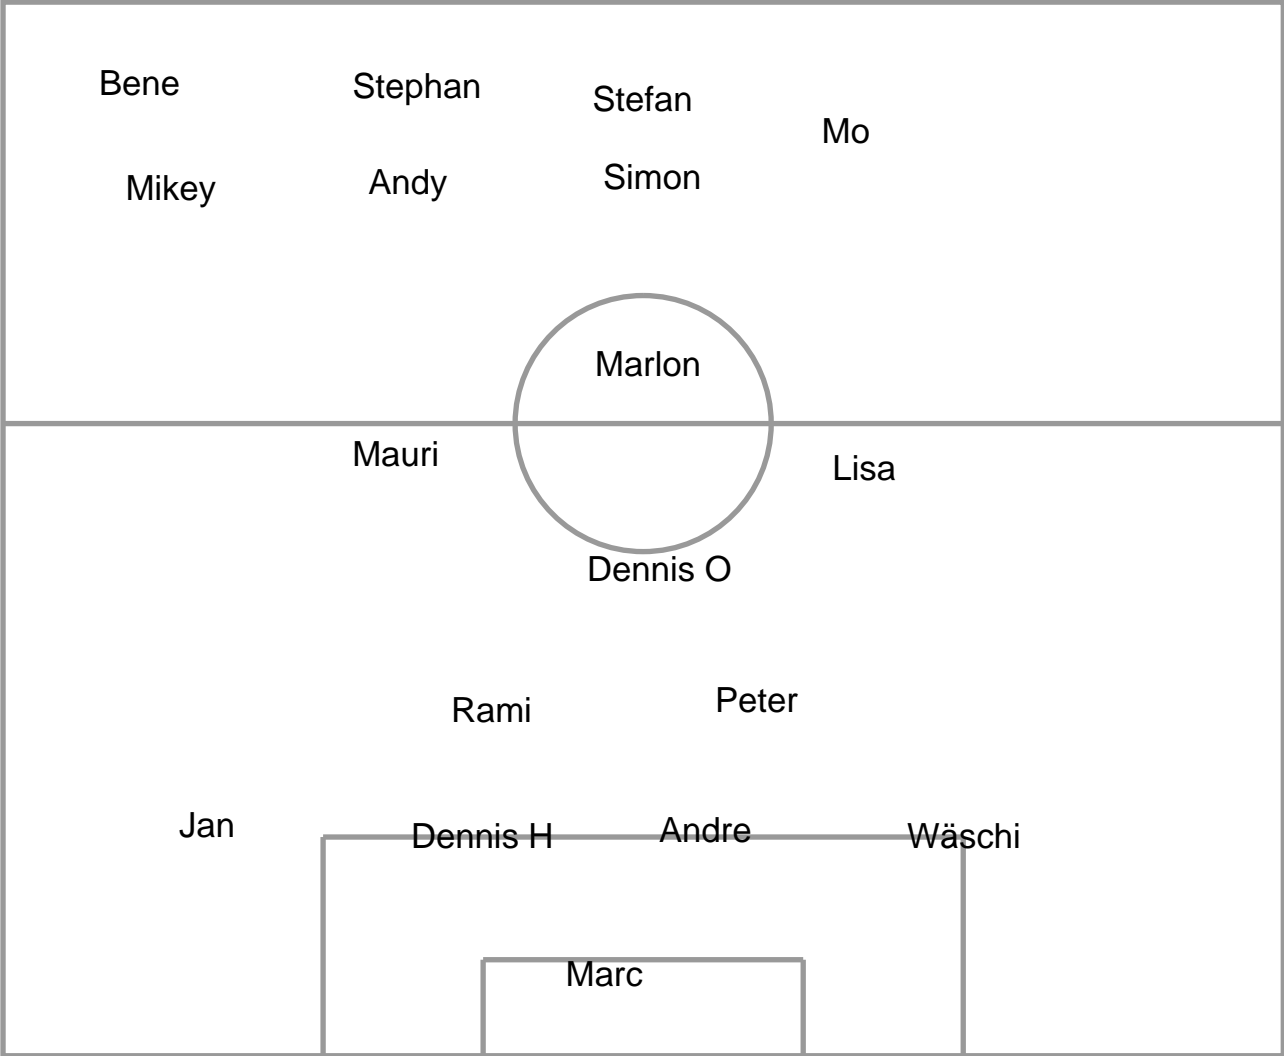 Bene Stephan Stefan Mo
Mikey Andy Simon
Marlon
Mauri Lisa
Dennis O
Rami Peter
Jan Dennis H Andre Wäschi
Marc